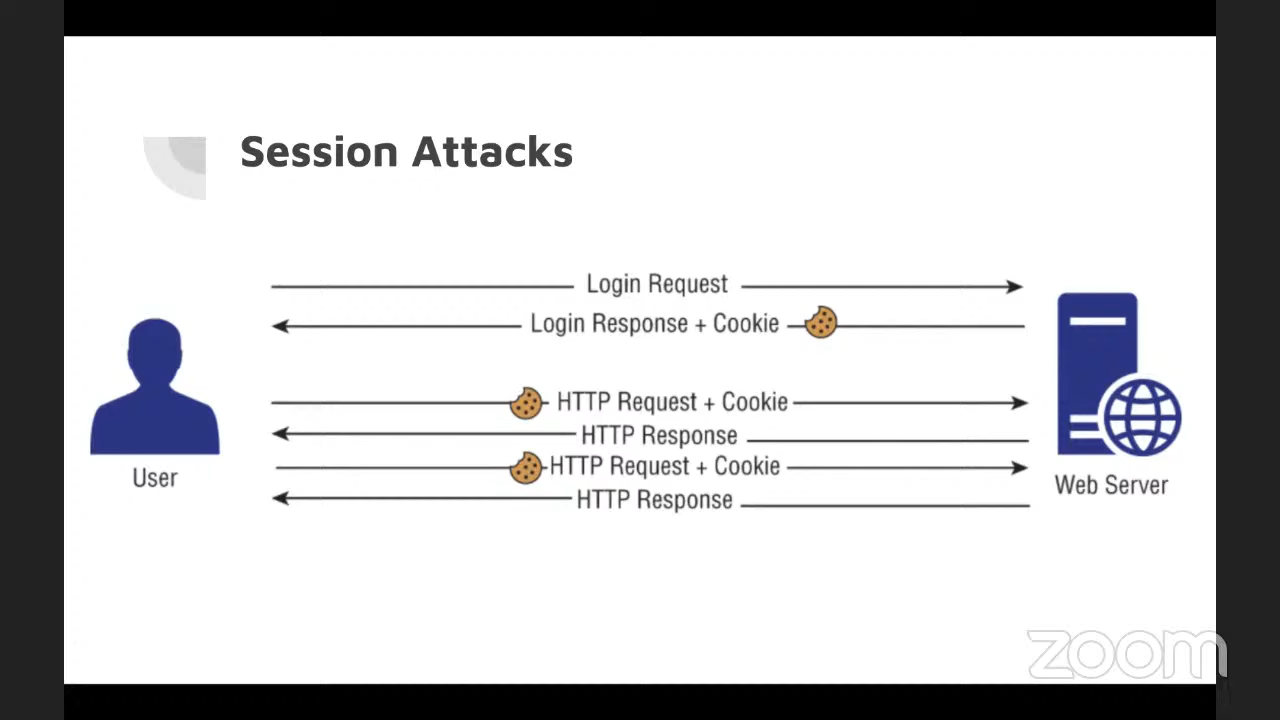 Session Attacks
Login Request
Login Response + Cookie
HTTP Request + Cookie
HTTP Response
HTTP Request + Cookie
HTTP Response
User
Web Server
zoom